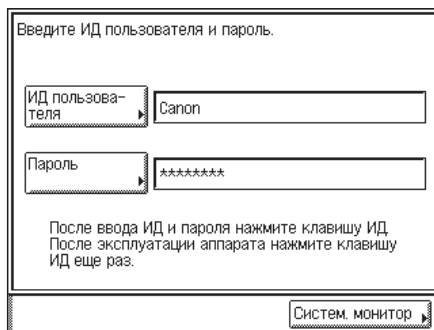 Введите ИД пользователя и пароль.
ИД пользова-
теля
Canon
Пароль
********
После ввода ИД и пароля нажмите клавишу ИД.
После эксплуатации аппарата нажмите клавишу
ИД еще раз.
Систем. монитор